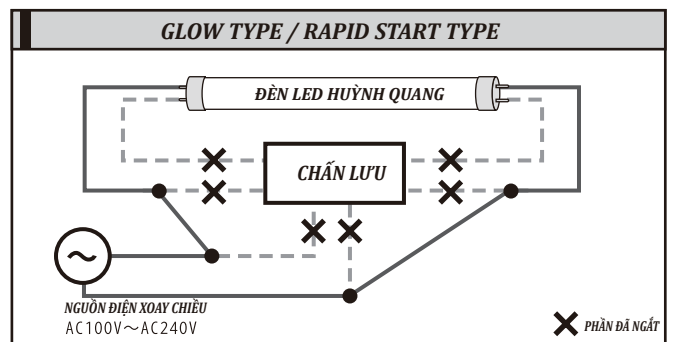 GLOW TYPE / RAPID START TYPE
ĐÈN LED HUỲNH QUANG
CHẤN LƯU
NGUỒN ĐIỆN XOAY CHIỀU
AC100V～AC240V
PHẦN ĐÃ NGẮT